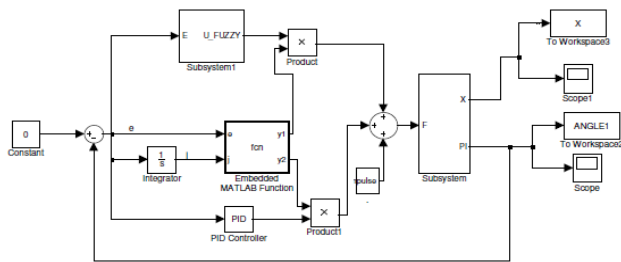 E U_FUZZY
Subsystem1
×
Product
X
To Workspace3
Scope1
0
Constant
e
1
s
Integrator
j
e
j
fcn
y1
y2
Embedded
MATLAB Function
PID
PID Controller
×
Product1
+
+
+
F
X
PI
Subsystem
ANGLE1
To Workspace2
Scope